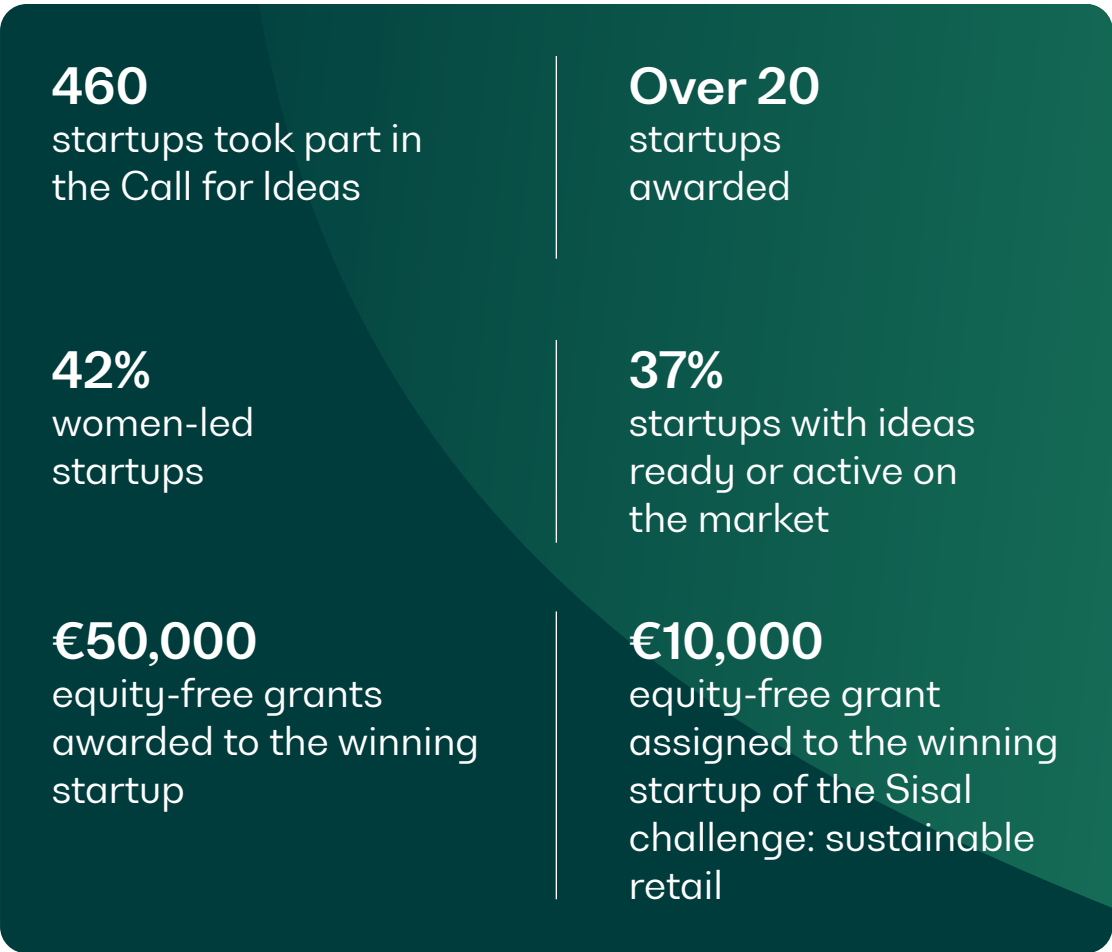 460
startups took part in
the Call for Ideas
Over 20
startups
awarded
42%
women-led
startups
37%
startups with ideas
ready or active on
the market
€50,000
equity-free grants
awarded to the winning
startup
€10,000
equity-free grant
assigned to the winning
startup of the Sisal
challenge: sustainable
retail